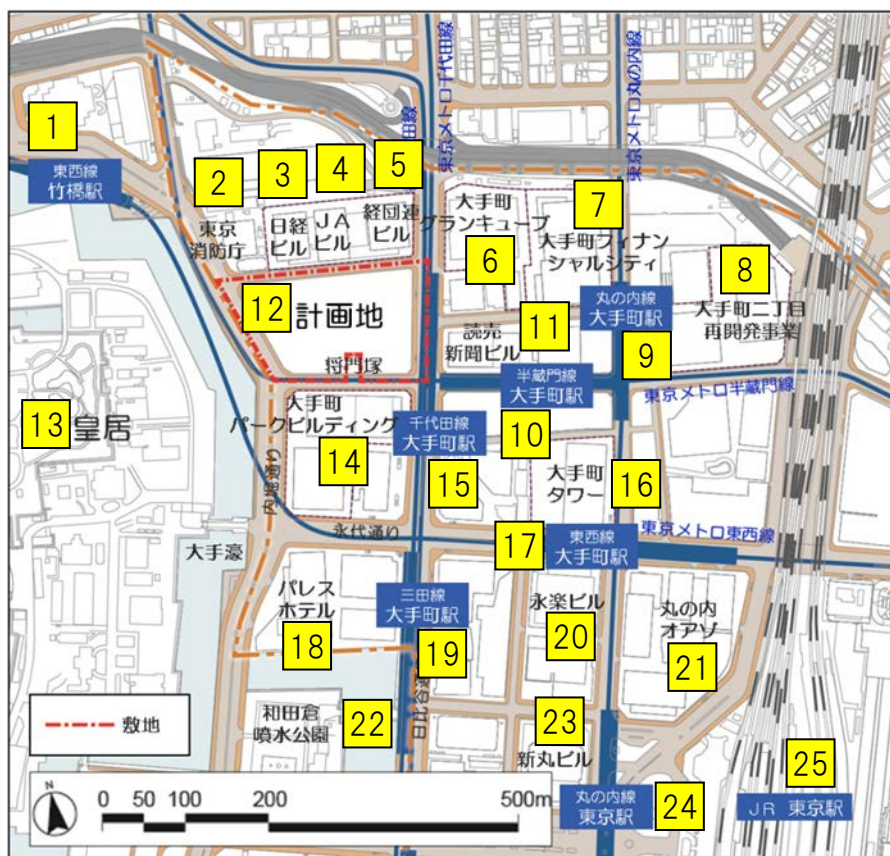 東京メトロ千代田線
東京メトロ丸の内線
1
東西線
竹橋駅
2
3
4
5
田線
東京
消防庁
日経
ビル
JA
ビル
経団連
ビル
大手町
グランキューブ
6
7
大手町フィナン
シャルシティ
8
大手町二丁目
再開発事業
丸の内線
大手町駅
9
12
計画地
将門塚
読売
新聞ビル
11
半蔵門線
大手町駅
東京メトロ半蔵門線
10
13
皇居
大手町
パークビルディング
14
内堀通り
千代田線
大手町駅
15
大手町
タワー
16
永代通り
17
東西線
大手町駅
東京メトロ東西線
大手濠
パレス
ホテル
18
三田線
大手町駅
19
永楽ビル
20
丸の内
オアゾ
21
日比谷通
和田倉
噴水公園
22
23
新丸ビル
丸の内線
東京駅
24
25
JR 東京駅
敷地
N
0 50 100 200 500m